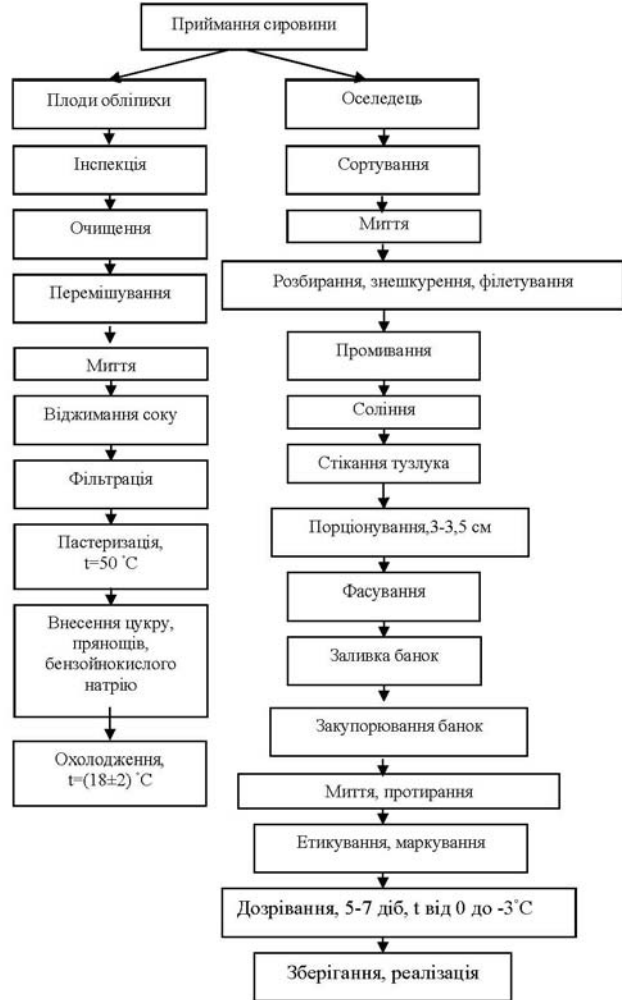 Приймання сировини
Плоди обліпихи
Інспекція
Очищення
Перемішування
Миття
Віджимання соку
Фільтрація
Пастеризація,
t=50 ˚С
Внесення цукру,
прянощів,
бензойнокислого
натрію
Охолодження,
t=(18±2) ˚С
Оселедець
Сортування
Миття
Розбирання, знешкурення, філетування
Промивання
Соління
Стікання тузлука
Порціонування,3-3,5 см
Фасування
Заливка банок
Закупорювання банок
Миття, протирання
Етикування, маркування
Дозрівання, 5-7 діб, t від 0 до -3˚С
Зберігання, реалізація